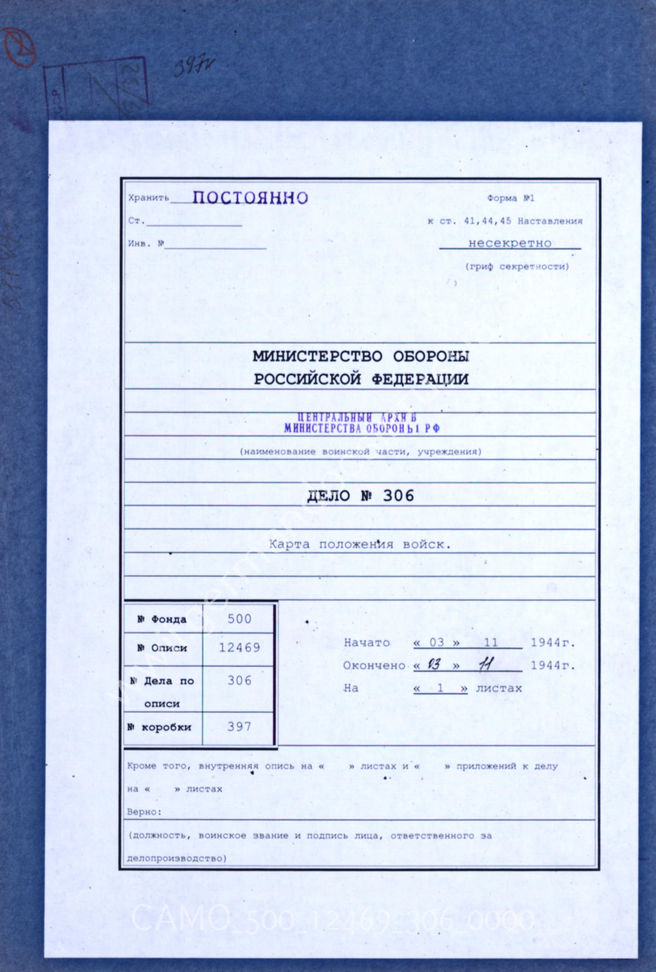 397
Хранить ПОСТОЯННО
Форма №1
Ст.
к ст. 41,44,45 Наставления
Инв. №
несекретно
(гриф секретности)
МИНИСТЕРСТВО ОБОРОНЫ
РОССИЙСКОЙ ФЕДЕРАЦИИ
ЦЕНТРАЛЬНЫЙ АРХИВ
МИНИСТЕРСТВА ОБОРОНЫ РФ
(наименование воинской части, учреждения)
ДЕЛО № 306
Карта положения войск.
№ Фонда 500
№ Описи 12469
№ Дела по описи 306
№ коробки 397
Начато « 03 » 11 1944г.
Окончено « 03 » 11 1944г.
На « 1 » листах
Кроме того, внутренняя опись на « » листах и « » приложений к делу
на « » листах
Верно:
(должность, воинское звание и подпись лица, ответственного за
делопроизводство)
CAMO_500_12469_306_0000